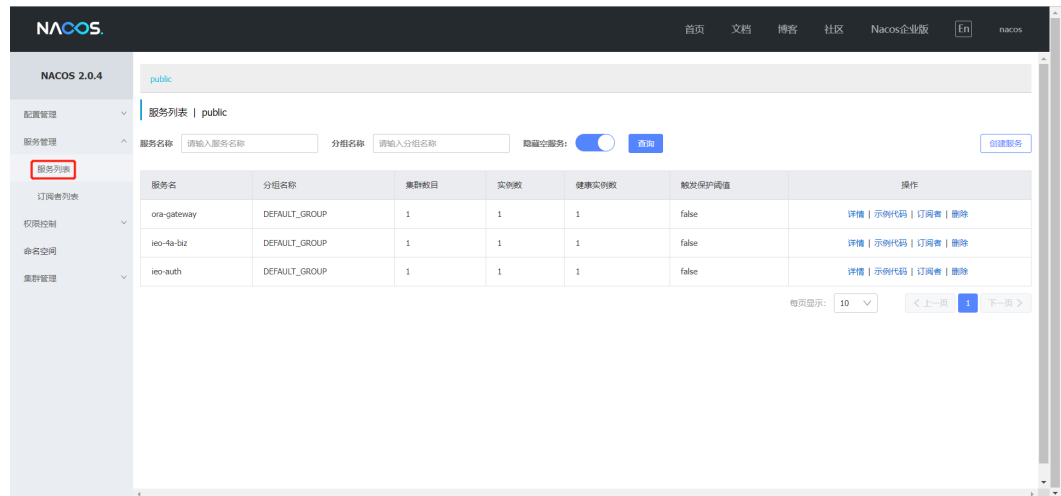 NACOS. 首页 文档 博客 社区 Nacos企业版 En nacos
NACOS 2.0.4
配置管理
服务管理
服务列表
订阅者列表
权限控制
命名空间
集群管理
public
服务列表 | public
服务名称 请输入服务名称 分组名称 请输入分组名称 隐藏空服务: 查询 创建服务
服务名 分组名称 集群数目 实例数 健康实例数 触发保护阈值 操作
ora-gateway DEFAULT_GROUP 1 1 1 false 详情 | 示例代码 | 订阅者 | 删除
ieo-4a-biz DEFAULT_GROUP 1 1 1 false 详情 | 示例代码 | 订阅者 | 删除
ieo-auth DEFAULT_GROUP 1 1 1 false 详情 | 示例代码 | 订阅者 | 删除
每页显示: 10 上一页 1 下一页